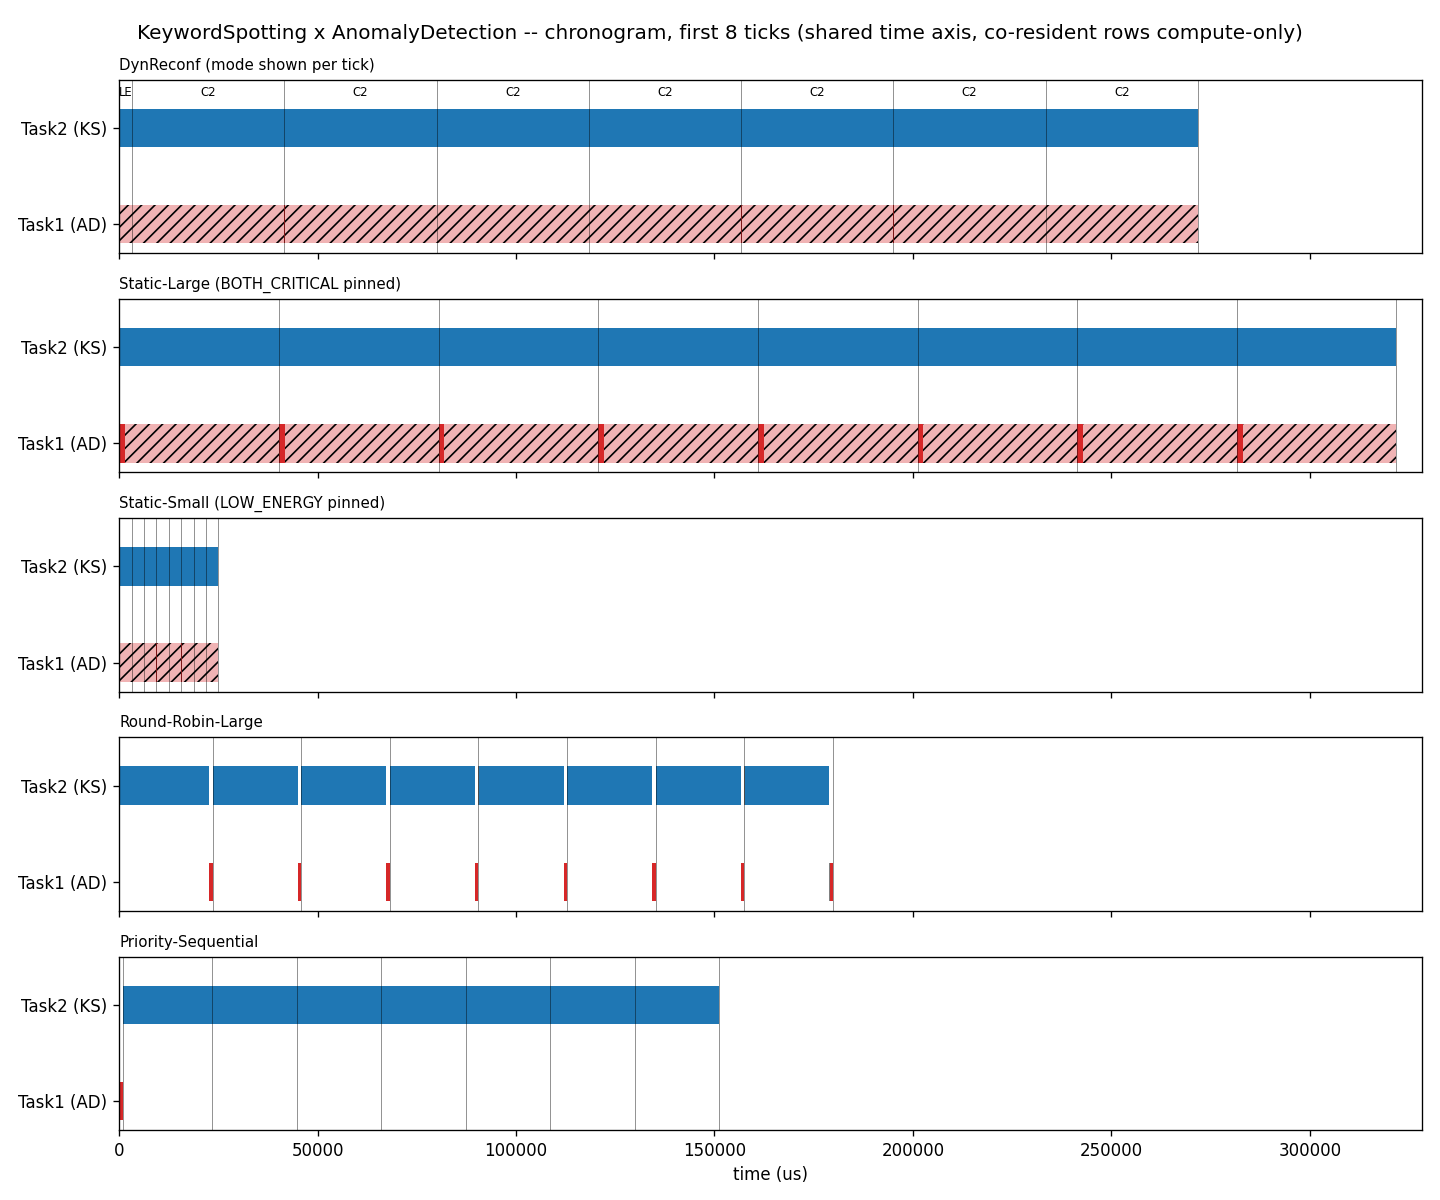 KeywordSpotting x AnomalyDetection -- chronogram, first 8 ticks (shared time axis, co-resident rows compute-only)
DynReconf (mode shown per tick)
LE C2 C2 C2 C2 C2 C2 C2
Task2 (KS)
Task1 (AD)
Static-Large (BOTH_CRITICAL pinned)
Task2 (KS)
Task1 (AD)
Static-Small (LOW_ENERGY pinned)
Task2 (KS)
Task1 (AD)
Round-Robin-Large
Task2 (KS)
Task1 (AD)
Priority-Sequential
Task2 (KS)
Task1 (AD)
0 50000 100000 150000 200000 250000 300000
time (us)